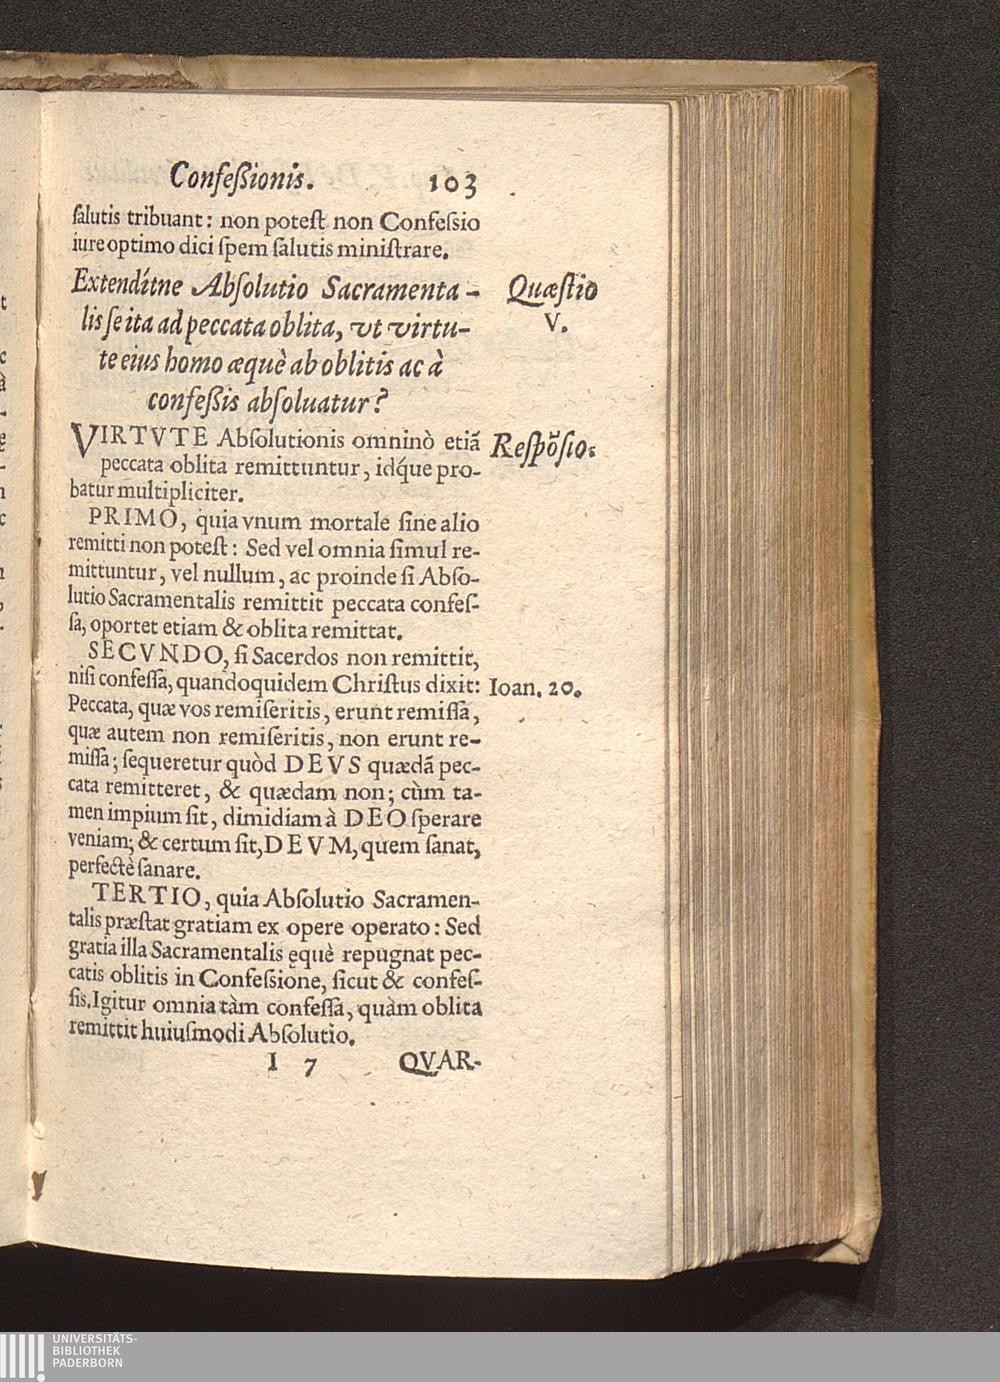 Confeßionis. 103
ſalutis tribuant: non poteſt non Confeſsio
iure optimo dici ſpem ſalutis miniſtrare.
Extendítne Abſolutio Sacramenta-
lis ſe ita ad peccata oblita, vt virtu-
te eius homo æquè ab oblitis ac à
confeßis abſoluatur?
Quæſtio
V.
VIRTVTE Abſolutionis omninò etiã
Reſpõſio.
peccata oblita remittuntur, idq́ue pro-
batur multipliciter.
PRIMO, quia vnum mortale ſine alio
remitti non poteſt: Sed vel omnia ſimul re-
mittuntur, vel nullum, ac proinde ſi Abſo-
lutio Sacramentalis remittit peccata confeſ-
ſa, oportet etiam & oblita remittat.
SECVNDO, ſi Sacerdos non remittit,
niſi confeſſa, quandoquidem Chriſtus dixit:
Ioan. 20.
Peccata, quæ vos remiſeritis, erunt remiſſa,
quæ autem non remiſeritis, non erunt re-
miſſa; ſequeretur quòd DEVS quædã pec-
cata remitteret, & quædam non; cùm ta-
men impium ſit, dimidiam à DEO ſperare
veniam; & certum ſit, DEVM, quem ſanat,
perfectè ſanare.
TERTIO, quia Abſolutio Sacramen-
talis præſtat gratiam ex opere operato: Sed
gratia illa Sacramentalis ęquè repugnat pec-
catis oblitis in Confeſsione, ſicut & confeſ-
ſis. Igitur omnia tàm confeſſa, quàm oblita
remittit huiuſmodi Abſolutio.
I 7 QVAR-
UNIVERSITÄTS-
BIBLIOTHEK
PADERBORN